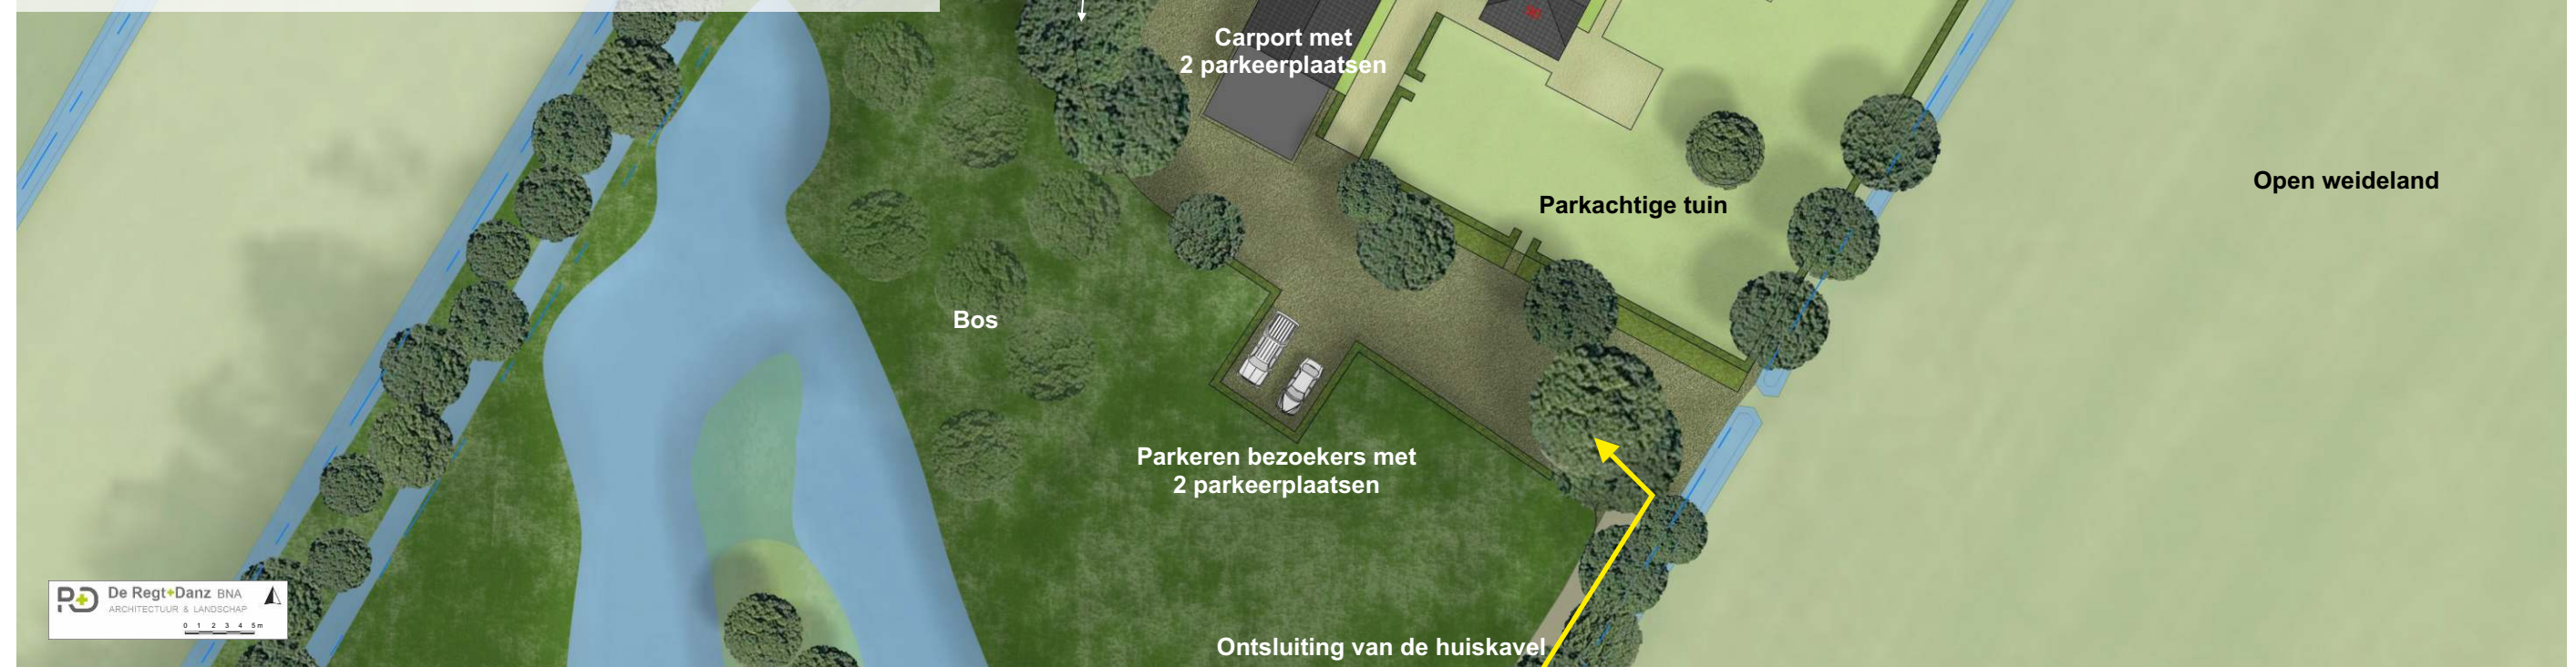 Carport met
2 parkeerplaatsen
Open weideland
Parkachtige tuin
Bos
Parkeren bezoekers met
2 parkeerplaatsen
De Regt+Danz BNA
ARCHITECTUUR & LANDSCHAP
0 1 2 3 4 5 m
Ontsluiting van de huiskavel